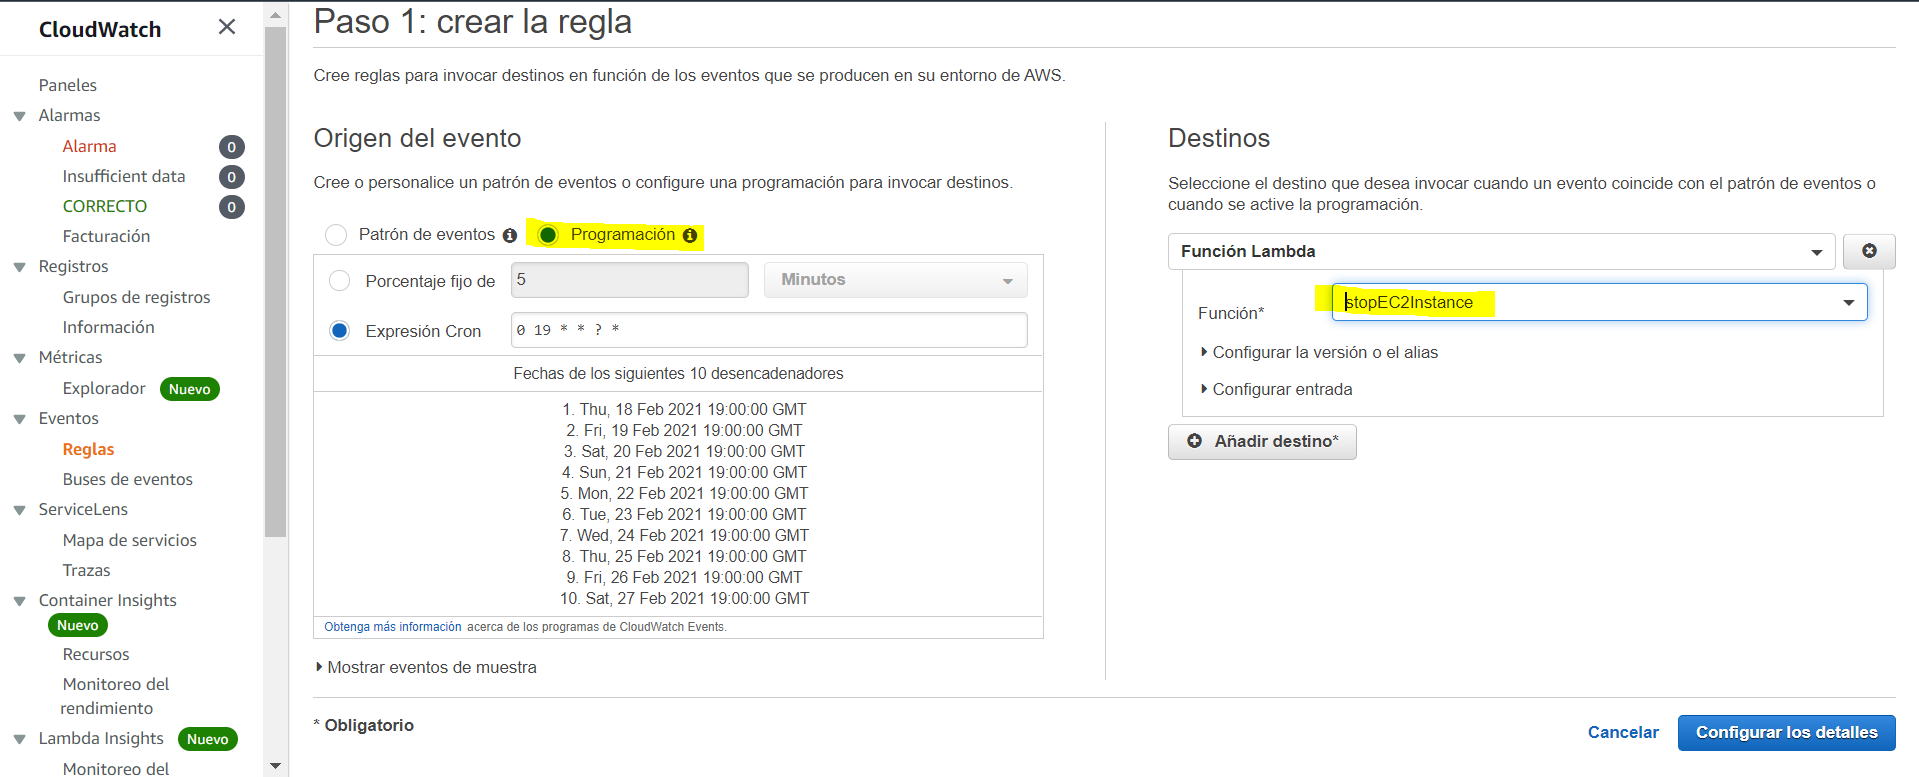 CloudWatch
Paneles
Alarmas
Alarma 0
Insufficient data 0
CORRECTO 0
Facturación
Registros
Grupos de registros
Información
Métricas
Explorador Nuevo
Eventos
Reglas
Buses de eventos
ServiceLens
Mapa de servicios
Trazas
Container Insights
Nuevo
Recursos
Monitoreo del
rendimiento
Lambda Insights Nuevo
Monitoreo del
Paso 1: crear la regla
Cree reglas para invocar destinos en función de los eventos que se producen en su entorno de AWS.
Origen del evento
Cree o personalice un patrón de eventos o configure una programación para invocar destinos.
Patrón de eventos Programación
Porcentaje fijo de 5 Minutos
Expresión Cron 0 19 * * ? *
Fechas de los siguientes 10 desencadenadores
1. Thu, 18 Feb 2021 19:00:00 GMT
2. Fri, 19 Feb 2021 19:00:00 GMT
3. Sat, 20 Feb 2021 19:00:00 GMT
4. Sun, 21 Feb 2021 19:00:00 GMT
5. Mon, 22 Feb 2021 19:00:00 GMT
6. Tue, 23 Feb 2021 19:00:00 GMT
7. Wed, 24 Feb 2021 19:00:00 GMT
8. Thu, 25 Feb 2021 19:00:00 GMT
9. Fri, 26 Feb 2021 19:00:00 GMT
10. Sat, 27 Feb 2021 19:00:00 GMT
Obtenga más información acerca de los programas de CloudWatch Events.
Mostrar eventos de muestra
Destinos
Seleccione el destino que desea invocar cuando un evento coincide con el patrón de eventos o
cuando se active la programación.
Función Lambda
Función* stopEC2Instance
Configurar la versión o el alias
Configurar entrada
Añadir destino*
* Obligatorio
Cancelar Configurar los detalles